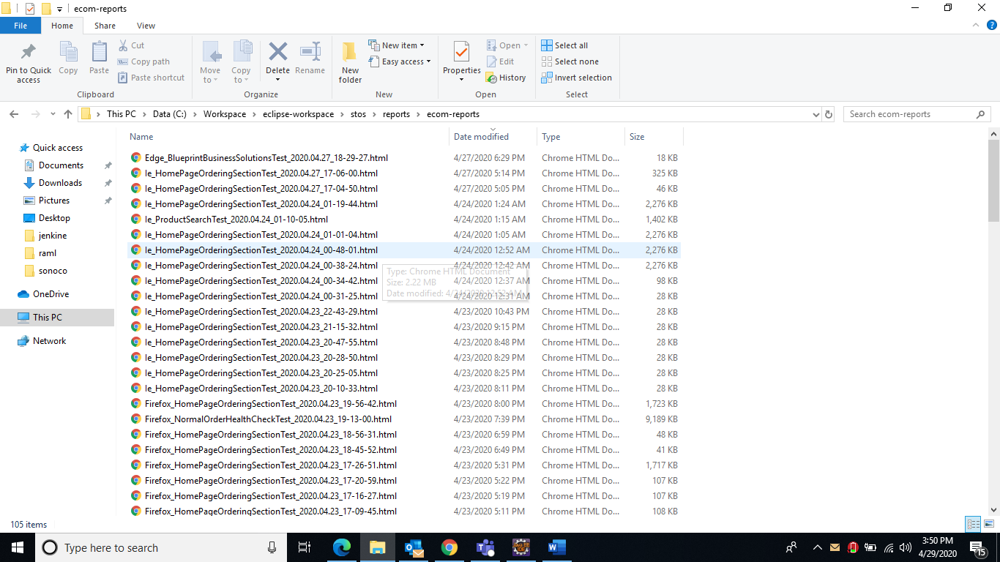 ecom-reports
File Home Share View
Pin to Quick access
Copy
Paste
Cut
Copy path
Paste shortcut
Clipboard
Move to
Copy to
Delete
Rename
Organize
New folder
New item
Easy access
New
Properties
Open
Edit
History
Open
Select all
Select none
Invert selection
Select
This PC > Data (C:) > Workspace > eclipse-workspace > stos > reports > ecom-reports
Search ecom-reports
Quick access
Documents
Downloads
Pictures
Desktop
jenkine
raml
sonoco
OneDrive
This PC
Network
Name Date modified Type Size
Edge_BlueprintBusinessSolutionsTest_2020.04.27_18-29-27.html 4/27/2020 6:29 PM Chrome HTML Do... 18 KB
Ie_HomePageOrderingSectionTest_2020.04.27_17-06-00.html 4/27/2020 5:14 PM Chrome HTML Do... 325 KB
Ie_HomePageOrderingSectionTest_2020.04.27_17-04-50.html 4/27/2020 5:05 PM Chrome HTML Do... 46 KB
Ie_HomePageOrderingSectionTest_2020.04.24_01-19-44.html 4/24/2020 1:24 AM Chrome HTML Do... 2,276 KB
Ie_ProductSearchTest_2020.04.24_01-10-05.html 4/24/2020 1:15 AM Chrome HTML Do... 1,402 KB
Ie_HomePageOrderingSectionTest_2020.04.24_01-01-04.html 4/24/2020 1:05 AM Chrome HTML Do... 2,276 KB
Ie_HomePageOrderingSectionTest_2020.04.24_00-48-01.html 4/24/2020 12:52 AM Chrome HTML Do... 2,276 KB
Ie_HomePageOrderingSectionTest_2020.04.24_00-38-24.html 4/24/2020 12:42 AM Chrome HTML Do... 2,276 KB
Type: Chrome HTML Document
Size: 2.22 MB
Date modified: 4/24/2020 12:52 AM
Ie_HomePageOrderingSectionTest_2020.04.24_00-34-42.html 4/24/2020 12:37 AM Chrome HTML Do... 98 KB
Ie_HomePageOrderingSectionTest_2020.04.24_00-31-25.html 4/24/2020 12:31 AM Chrome HTML Do... 28 KB
Ie_HomePageOrderingSectionTest_2020.04.23_22-43-29.html 4/23/2020 10:43 PM Chrome HTML Do... 28 KB
Ie_HomePageOrderingSectionTest_2020.04.23_21-15-32.html 4/23/2020 9:15 PM Chrome HTML Do... 28 KB
Ie_HomePageOrderingSectionTest_2020.04.23_20-47-55.html 4/23/2020 8:48 PM Chrome HTML Do... 28 KB
Ie_HomePageOrderingSectionTest_2020.04.23_20-28-50.html 4/23/2020 8:29 PM Chrome HTML Do... 28 KB
Ie_HomePageOrderingSectionTest_2020.04.23_20-25-05.html 4/23/2020 8:25 PM Chrome HTML Do... 28 KB
Ie_HomePageOrderingSectionTest_2020.04.23_20-10-33.html 4/23/2020 8:11 PM Chrome HTML Do... 28 KB
Firefox_HomePageOrderingSectionTest_2020.04.23_19-56-42.html 4/23/2020 8:00 PM Chrome HTML Do... 1,723 KB
Firefox_NormalOrderHealthCheckTest_2020.04.23_19-13-00.html 4/23/2020 7:39 PM Chrome HTML Do... 9,189 KB
Firefox_HomePageOrderingSectionTest_2020.04.23_18-56-31.html 4/23/2020 6:59 PM Chrome HTML Do... 48 KB
Firefox_HomePageOrderingSectionTest_2020.04.23_18-45-52.html 4/23/2020 6:49 PM Chrome HTML Do... 41 KB
Firefox_HomePageOrderingSectionTest_2020.04.23_17-26-51.html 4/23/2020 5:31 PM Chrome HTML Do... 1,717 KB
Firefox_HomePageOrderingSectionTest_2020.04.23_17-20-59.html 4/23/2020 5:22 PM Chrome HTML Do... 107 KB
Firefox_HomePageOrderingSectionTest_2020.04.23_17-16-27.html 4/23/2020 5:19 PM Chrome HTML Do... 107 KB
Firefox_HomePageOrderingSectionTest_2020.04.23_17-09-45.html 4/23/2020 5:11 PM Chrome HTML Do... 108 KB
105 items
Type here to search
3:50 PM
4/29/2020
15